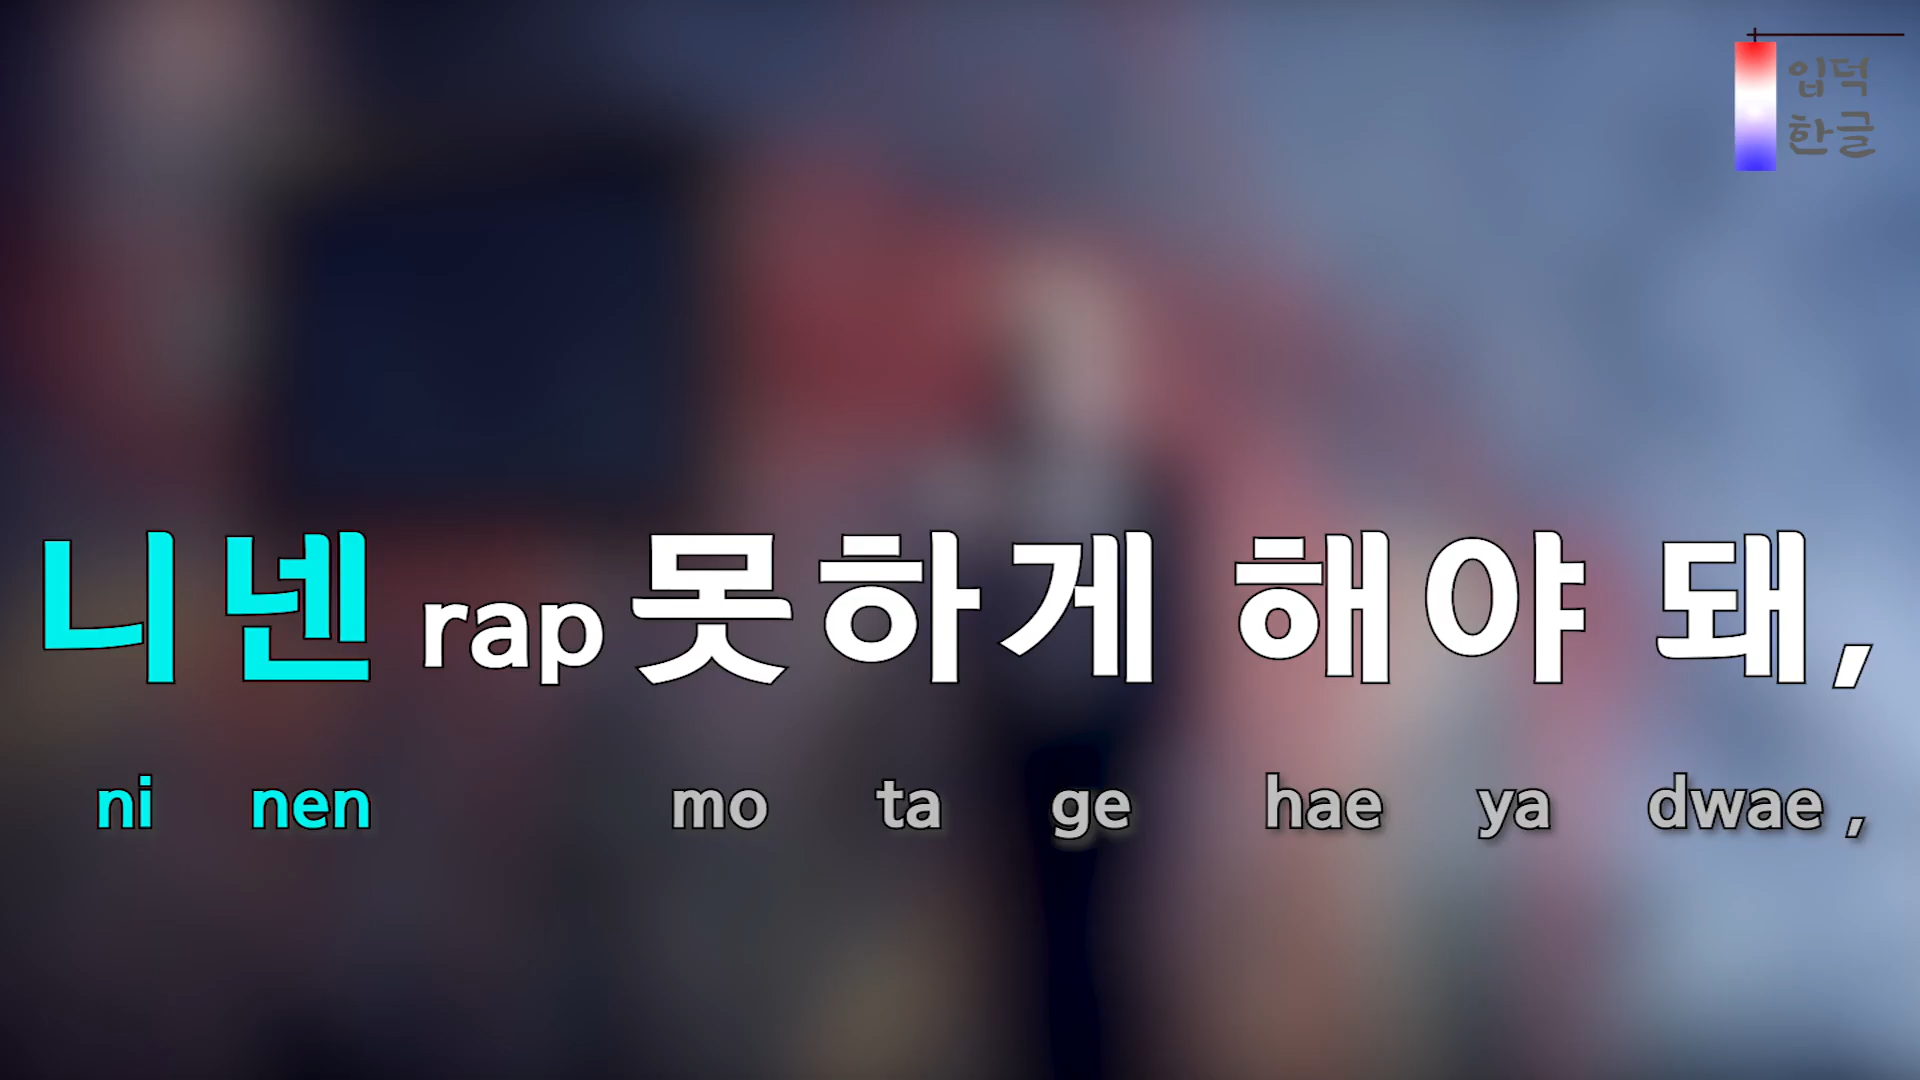 입덕
한글
니넨 rap 못하게 해야 돼,
ni nen mo ta ge hae ya dwae ,